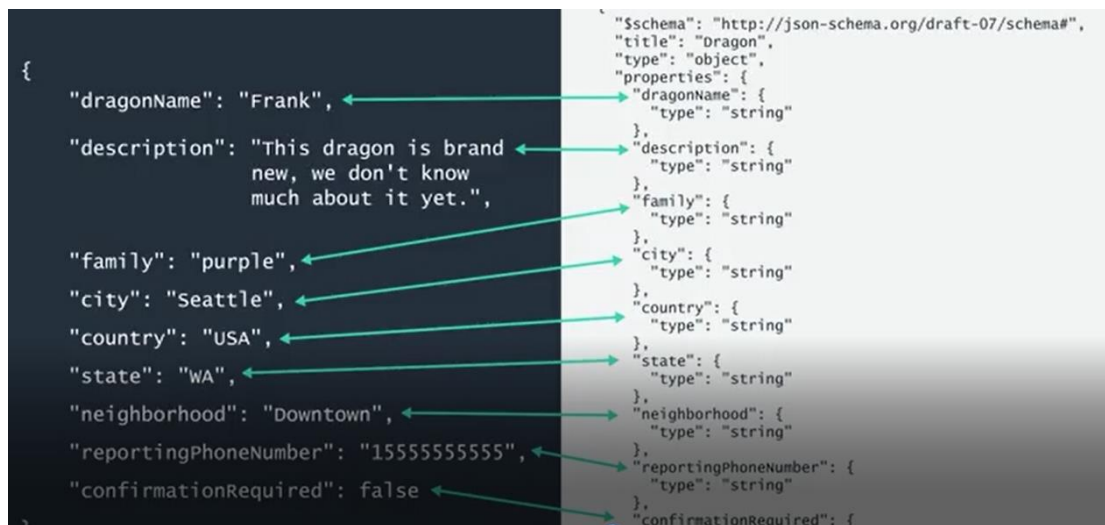 {
"dragonName": "Frank",
"description": "This dragon is brand
new, we don't know
much about it yet.",
"family": "purple",
"city": "Seattle",
"country": "USA",
"state": "WA",
"neighborhood": "Downtown",
"reportingPhoneNumber": "15555555555",
"confirmationRequired": false
}
{
"$schema": "http://json-schema.org/draft-07/schema#",
"title": "Dragon",
"type": "object",
"properties": {
"dragonName": {
"type": "string"
},
"description": {
"type": "string"
},
"family": {
"type": "string"
},
"city": {
"type": "string"
},
"country": {
"type": "string"
},
"state": {
"type": "string"
},
"neighborhood": {
"type": "string"
},
"reportingPhoneNumber": {
"type": "string"
},
"confirmationRequired": {